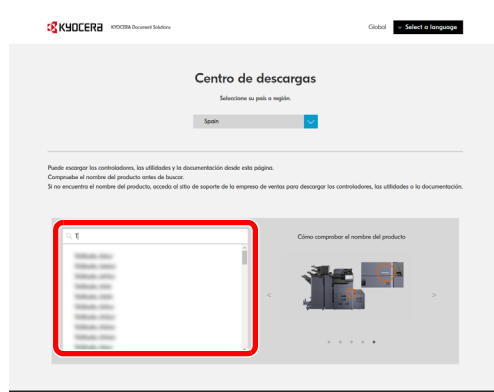 KYOCERA KYOCERA Document Solutions
Global Select a language
Centro de descargas
Seleccione su país o región.
Spain
Puede escargar los controladores, las utilidades y la documentación desde esta página.
Compruebe el nombre del producto antes de buscar.
Si no encuentra el nombre del producto, acceda al sitio de soporte de la empresa de ventas para descargar los controladores, las utilidades o la documentación.
T
Cómo comprobar el nombre del producto